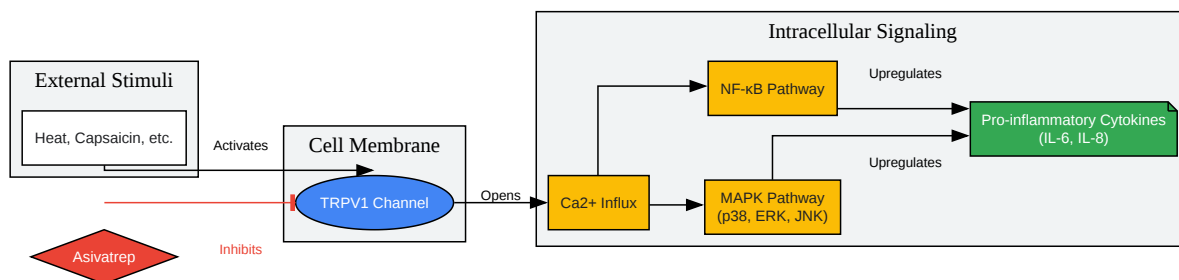 External Stimuli
Heat, Capsaicin, etc.
Activates
Cell Membrane
TRPV1 Channel
Asivatrep
Inhibits
Opens
Intracellular Signaling
Ca2+ Influx
NF-κB Pathway
MAPK Pathway
(p38, ERK, JNK)
Upregulates
Upregulates
Pro-inflammatory Cytokines
(IL-6, IL-8)